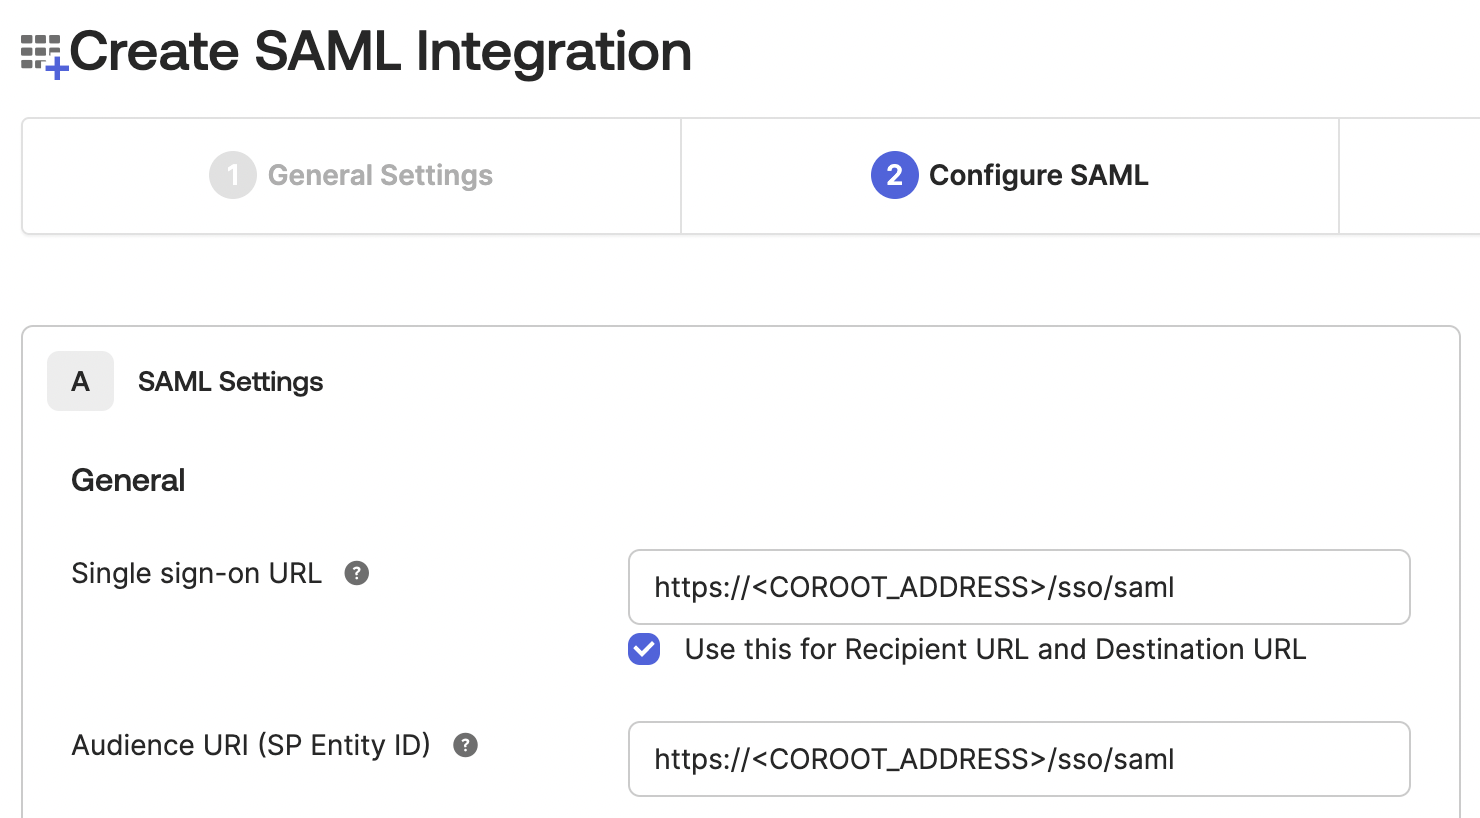 Create SAML Integration
1 General Settings
2 Configure SAML
A SAML Settings
General
Single sign-on URL ?
https://<COROOT_ADDRESS>/sso/saml
Use this for Recipient URL and Destination URL
Audience URI (SP Entity ID) ?
https://<COROOT_ADDRESS>/sso/saml